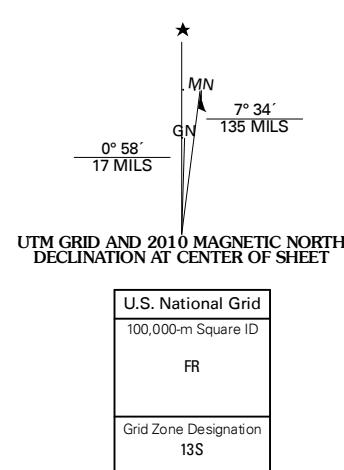 MN
7° 34´
135 MILS
GN
0° 58´
17 MILS
UTM GRID AND 2010 MAGNETIC NORTH
DECLINATION AT CENTER OF SHEET
U.S. National Grid
100,000-m Square ID
FR
Grid Zone Designation
13S